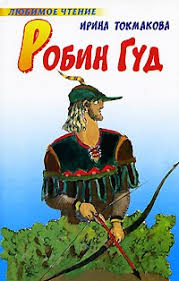 ЛЮБИМОЕ ЧТЕНИЕ
ИРИНА ТОКМАКОВА
РОБИН ГУД